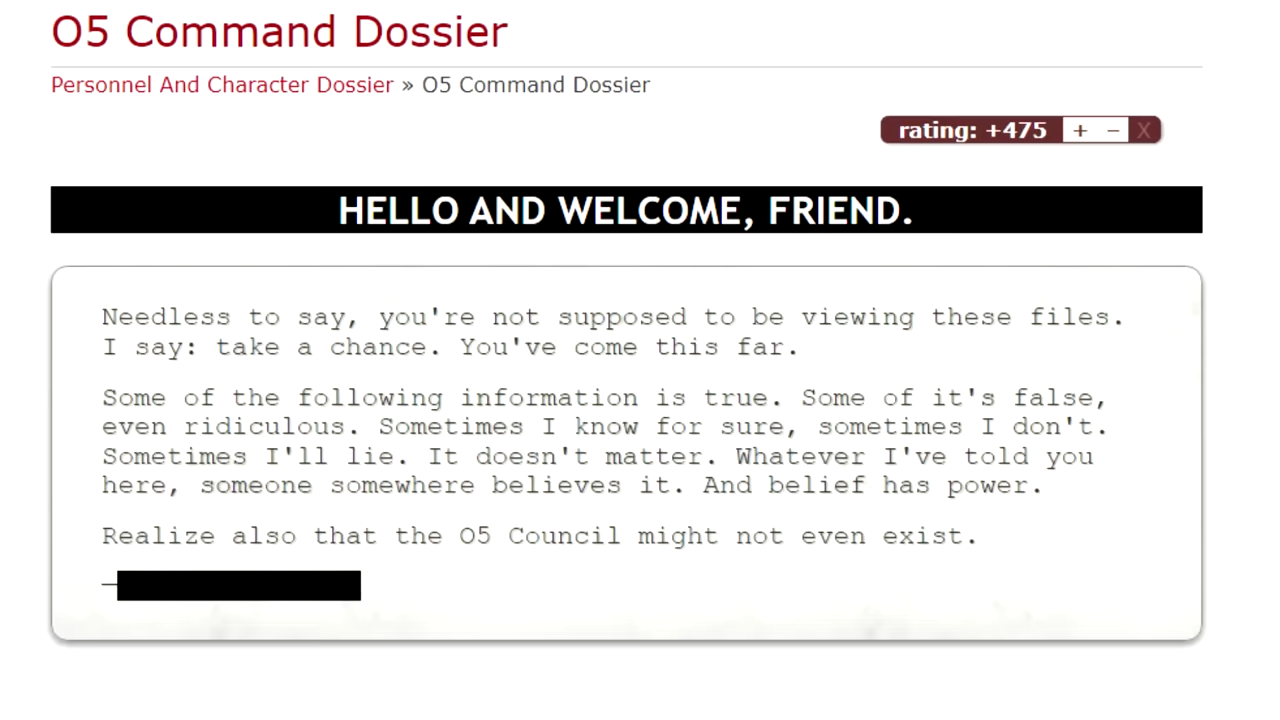 O5 Command Dossier
Personnel And Character Dossier » O5 Command Dossier
rating: +475 + − X
HELLO AND WELCOME, FRIEND.
Needless to say, you're not supposed to be viewing these files.
I say: take a chance. You've come this far.
Some of the following information is true. Some of it's false,
even ridiculous. Sometimes I know for sure, sometimes I don't.
Sometimes I'll lie. It doesn't matter. Whatever I've told you
here, someone somewhere believes it. And belief has power.
Realize also that the O5 Council might not even exist.
—